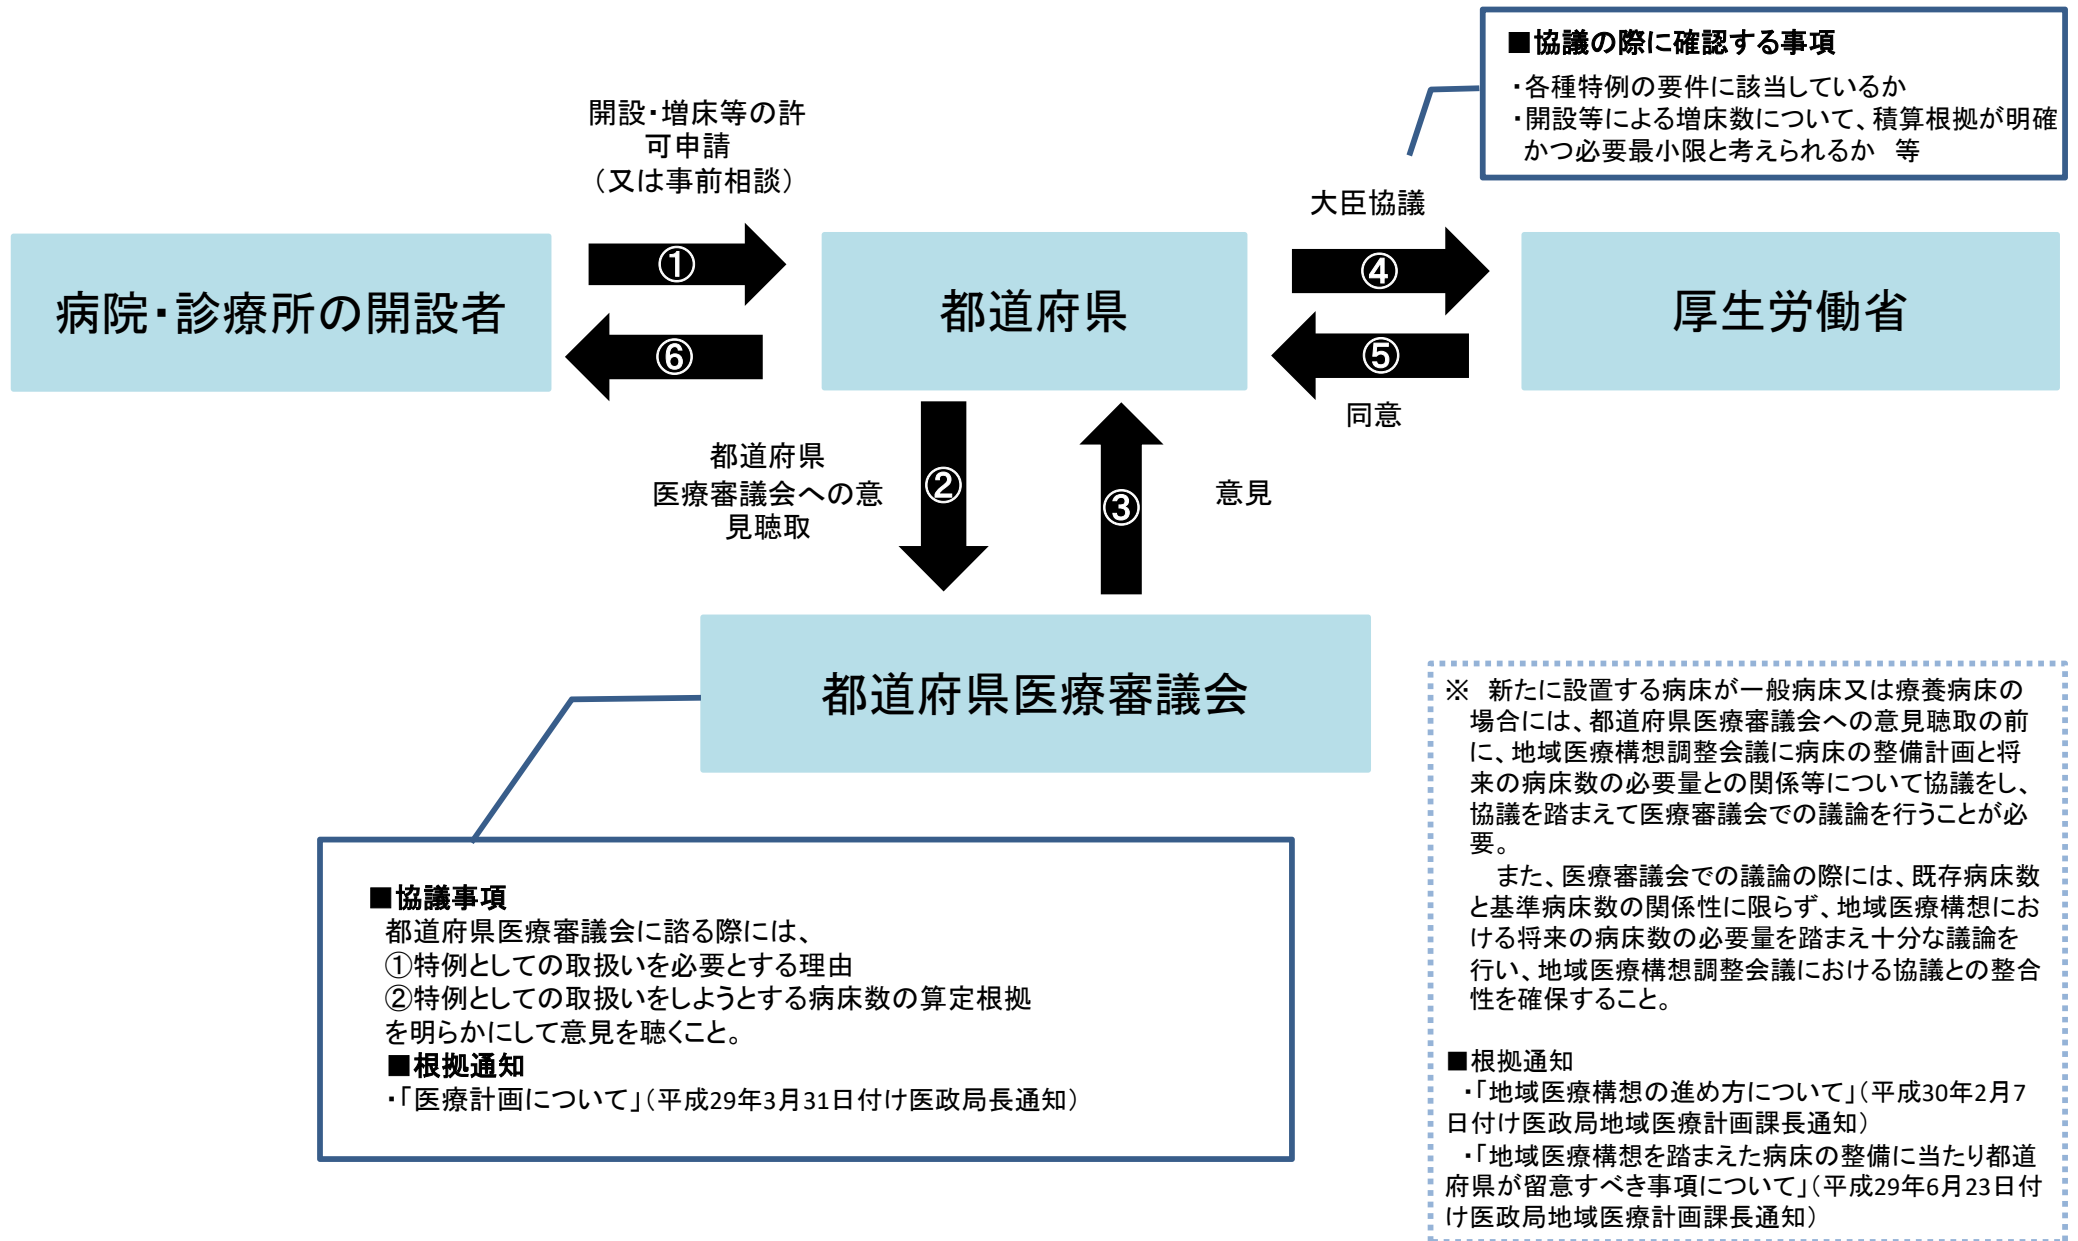 ■協議の際に確認する事項
・各種特例の要件に該当しているか
・開設等による増床数について、積算根拠が明確
かつ必要最小限と考えられるか　等
開設・増床等の許
可申請
（又は事前相談）
大臣協議
病院・診療所の開設者
①
⑥
都道府県
④
⑤
厚生労働省
同意
都道府県
医療審議会への意
見聴取
②
③
意見
都道府県医療審議会
■協議事項
都道府県医療審議会に諮る際には、
①特例としての取扱いを必要とする理由
②特例としての取扱いをしようとする病床数の算定根拠
を明らかにして意見を聴くこと。
■根拠通知
・「医療計画について」（平成29年3月31日付け医政局長通知）
※　新たに設置する病床が一般病床又は療養病床の
場合には、都道府県医療審議会への意見聴取の前
に、地域医療構想調整会議に病床の整備計画と将
来の病床数の必要量との関係等について協議をし、
協議を踏まえて医療審議会での議論を行うことが必
要。
また、医療審議会での議論の際には、既存病床数
と基準病床数の関係性に限らず、地域医療構想にお
ける将来の病床数の必要量を踏まえ十分な議論を
行い、地域医療構想調整会議における協議との整合
性を確保すること。
■根拠通知
・「地域医療構想の進め方について」（平成30年2月7
日付け医政局地域医療計画課長通知）
・「地域医療構想を踏まえた病床の整備に当たり都道
府県が留意すべき事項について」（平成29年6月23日付
け医政局地域医療計画課長通知）